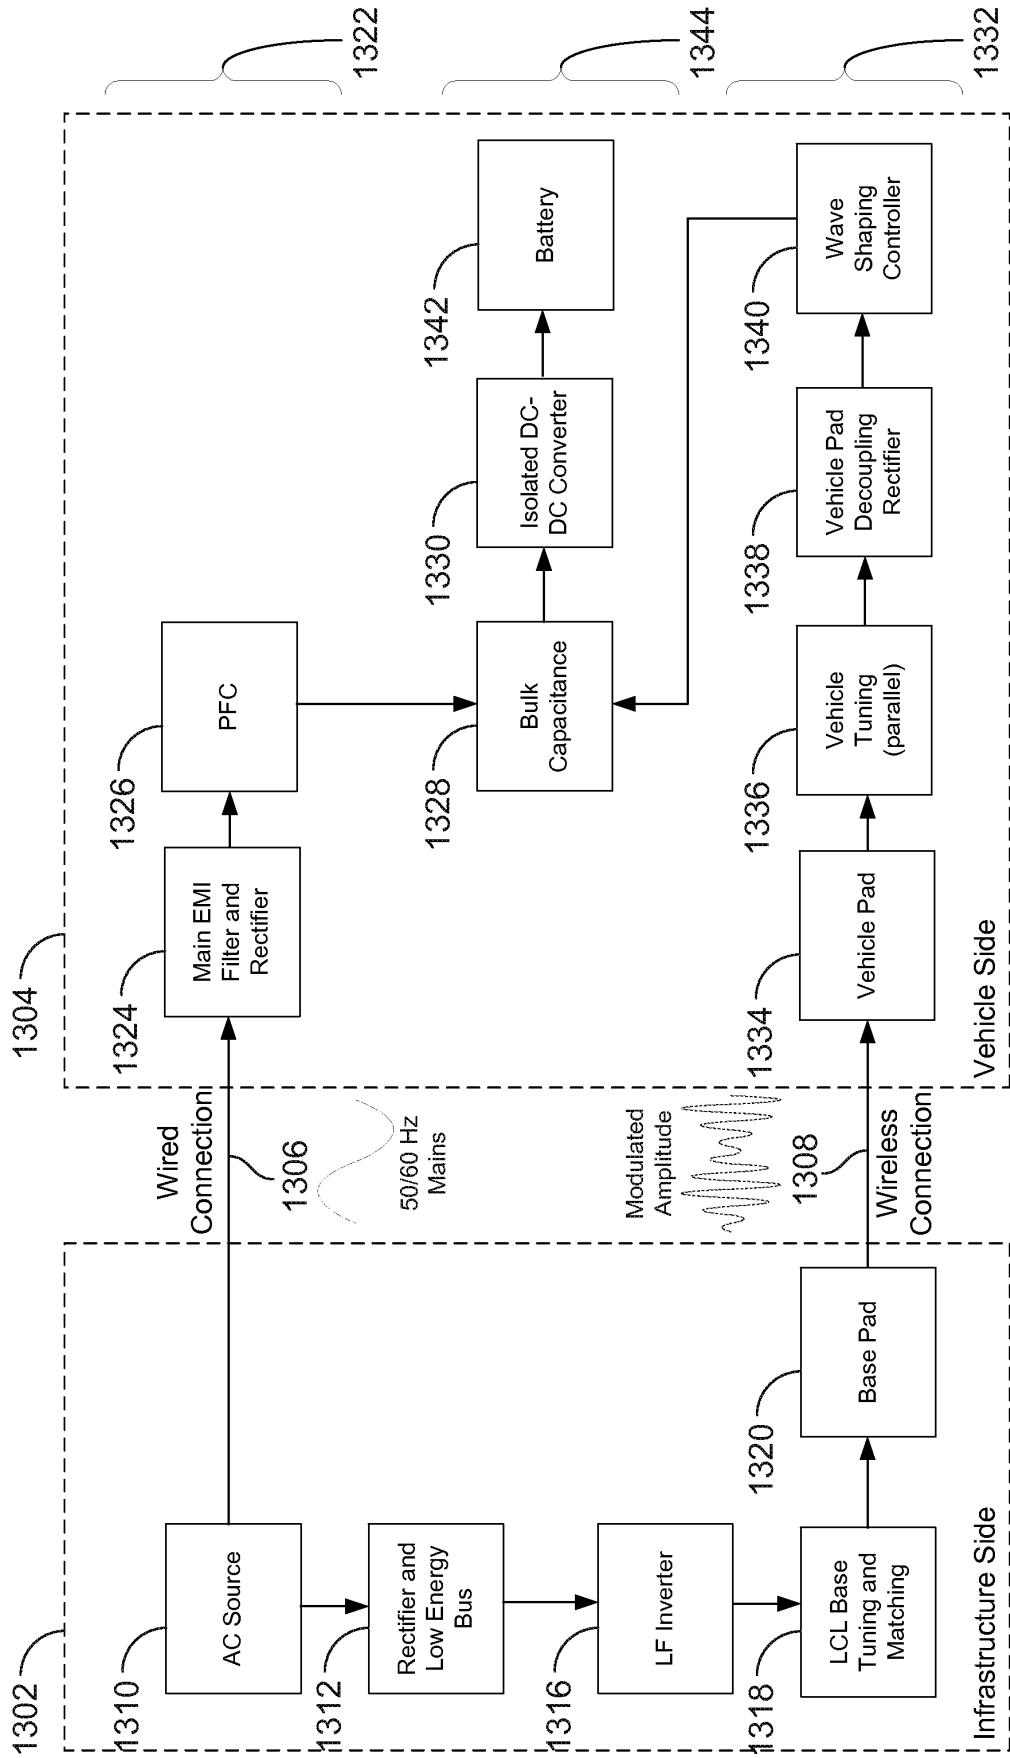 1302
1304
1310
AC Source
1312
Rectifier and
Low Energy
Bus
1316
LF Inverter
1318
LCL Base
Tuning and
Matching
1320
Base Pad
Infrastructure Side
Wired
Connection
1306
50/60 Hz
Mains
Modulated
Amplitude
1308
Wireless
Connection
1324
Main EMI
Filter and
Rectifier
1326
PFC
1322
1328
Bulk
Capacitance
1330
Isolated DC-
DC Converter
1342
Battery
1344
1334
Vehicle Pad
1336
Vehicle
Tuning
(parallel)
1338
Vehicle Pad
Decoupling
Rectifier
1340
Wave
Shaping
Controller
1332
Vehicle Side